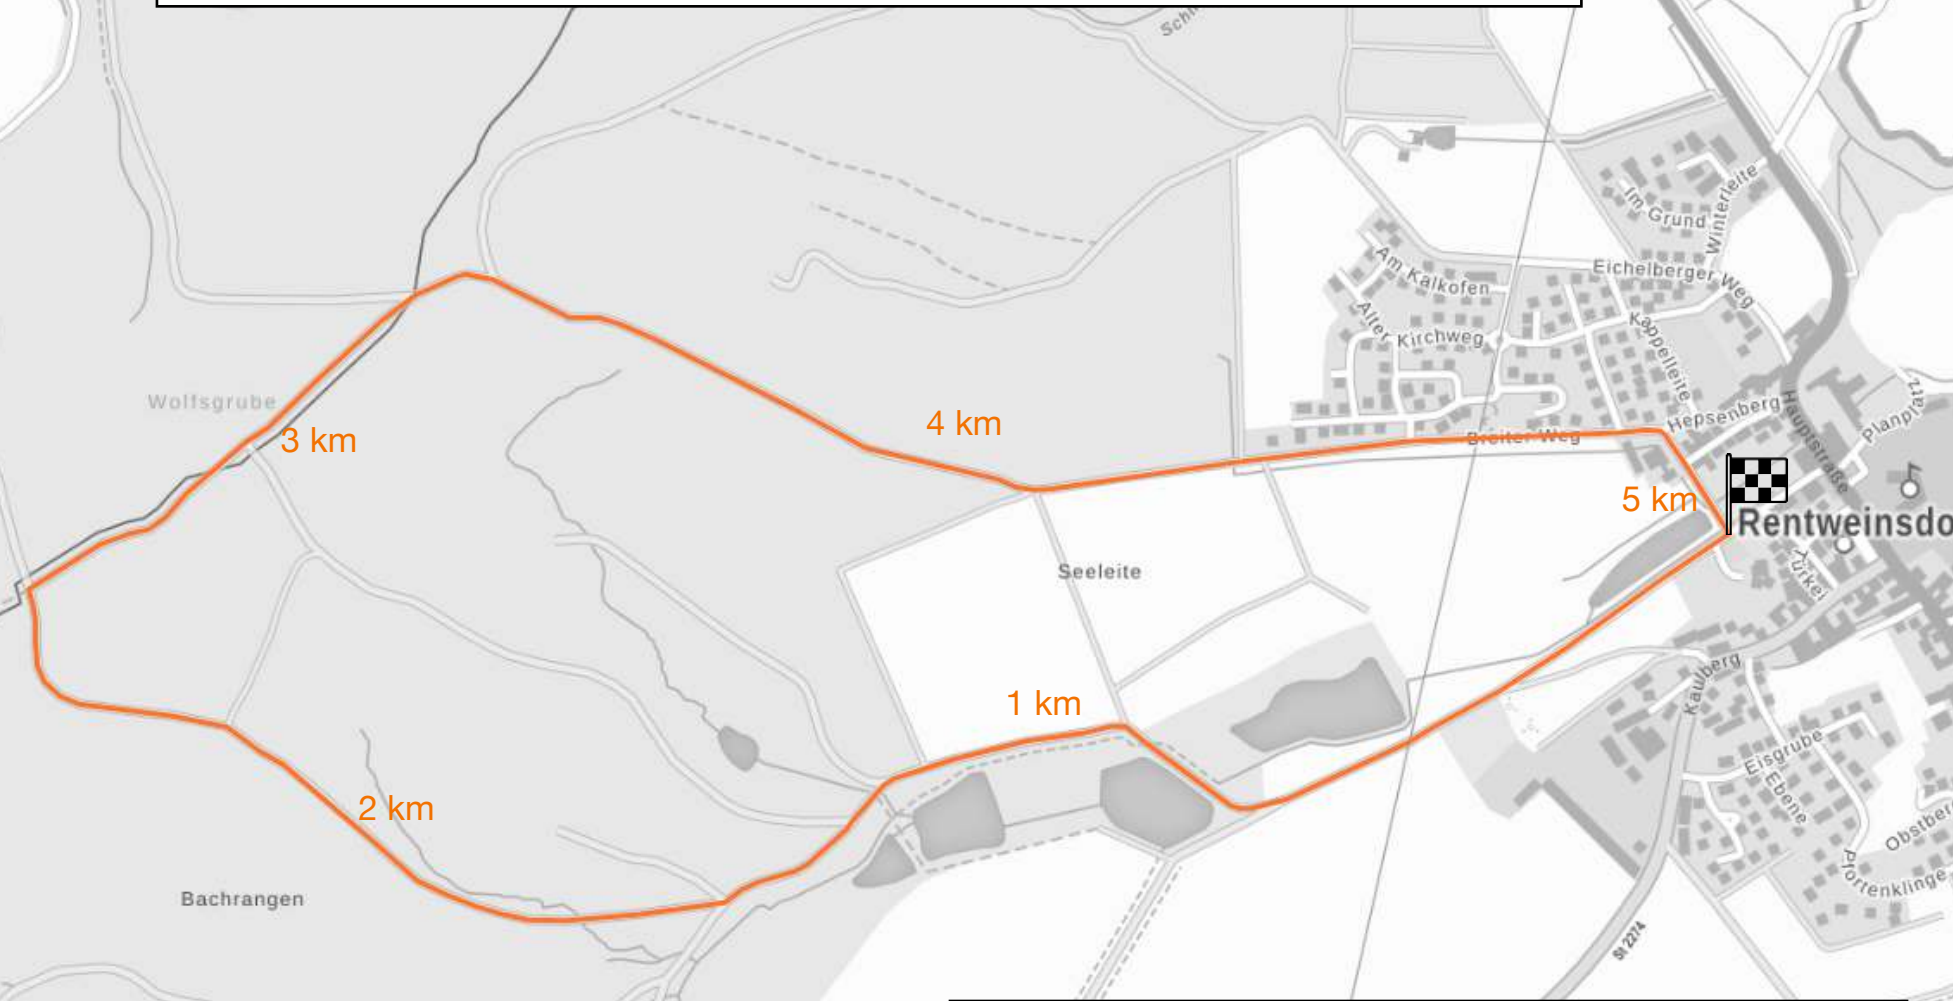 Im Grund
Winterleite
Am Kalkofen
Eichelberger Weg
Alter Kirchweg
Kappelleite
Wolfsgrube
Hepsenberg
Hauptstraße
Planplatz
4 km
3 km
Breiter Weg
5 km
Rentweinsdo
Türkei
Seeleite
1 km
Kaulberg
2 km
Eisgrube
Ebene
Obstber
Pfortenklinge
Bachrangen
St 2274